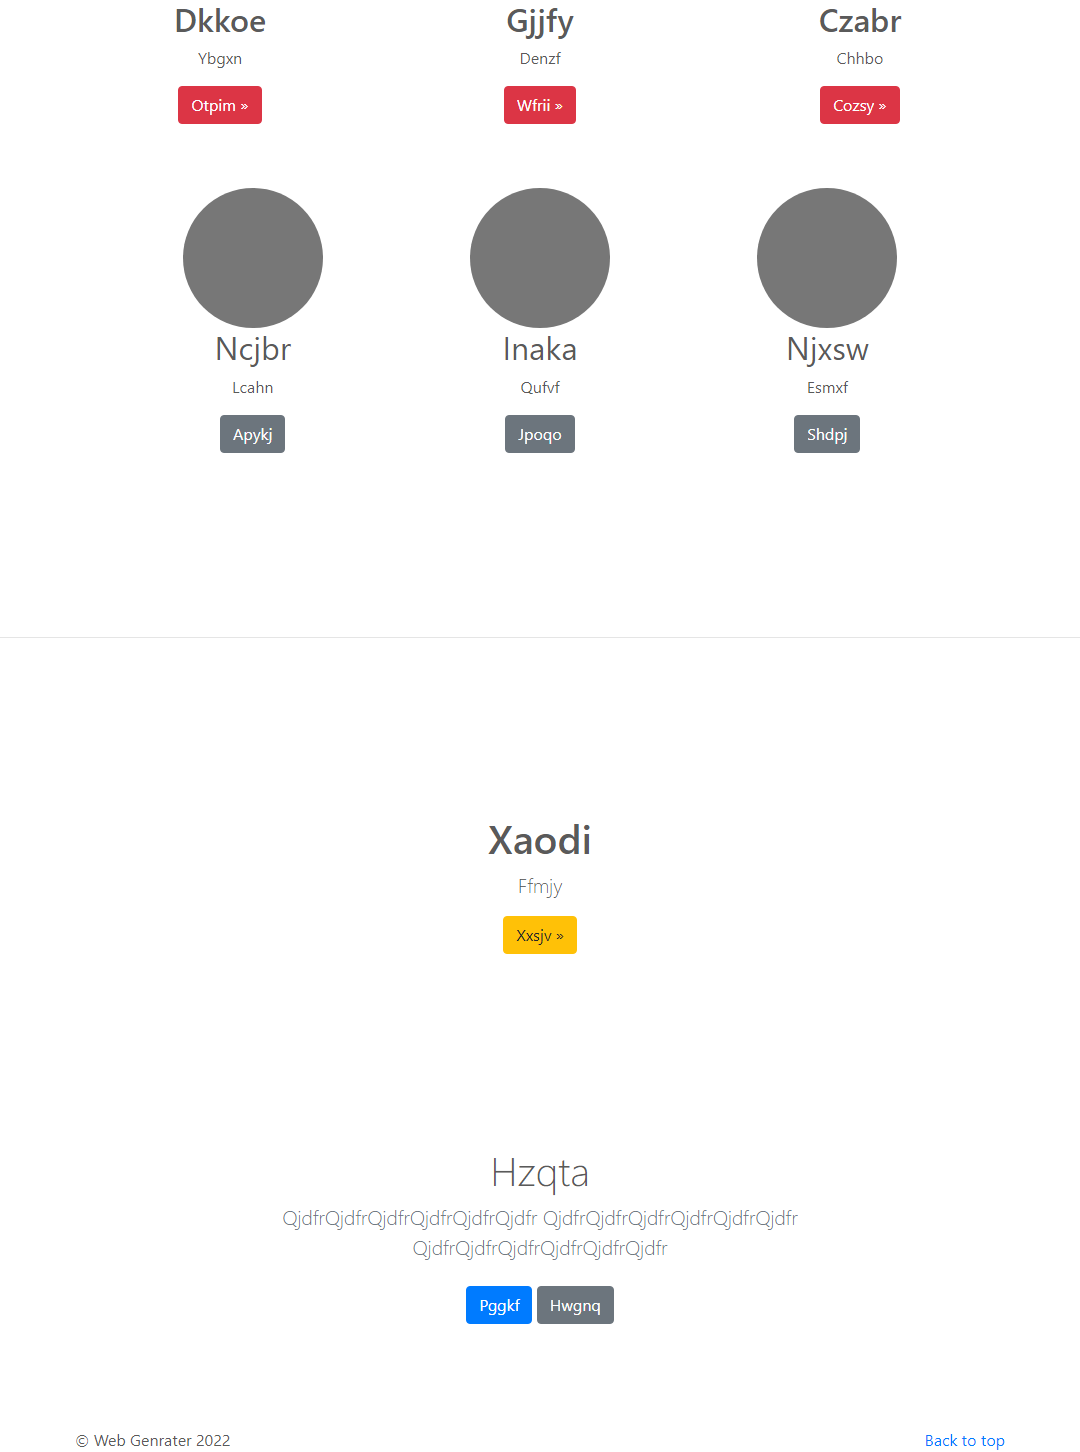 Dkkoe
Gjjfy
Czabr
Ybgxn
Denzf
Chhbo
Otpim »
Wfrii »
Cozsy »
Ncjbr
Inaka
Njxsw
Lcahn
Qufvf
Esmxf
Apykj
Jpoqo
Shdpj
Xaodi
Ffmjy
Xxsjv »
Hzqta
QjdfrQjdfrQjdfrQjdfrQjdfrQjdfr QjdfrQjdfrQjdfrQjdfrQjdfrQjdfr
QjdfrQjdfrQjdfrQjdfrQjdfrQjdfr
Pggkf
Hwgnq
© Web Genrater 2022
Back to top